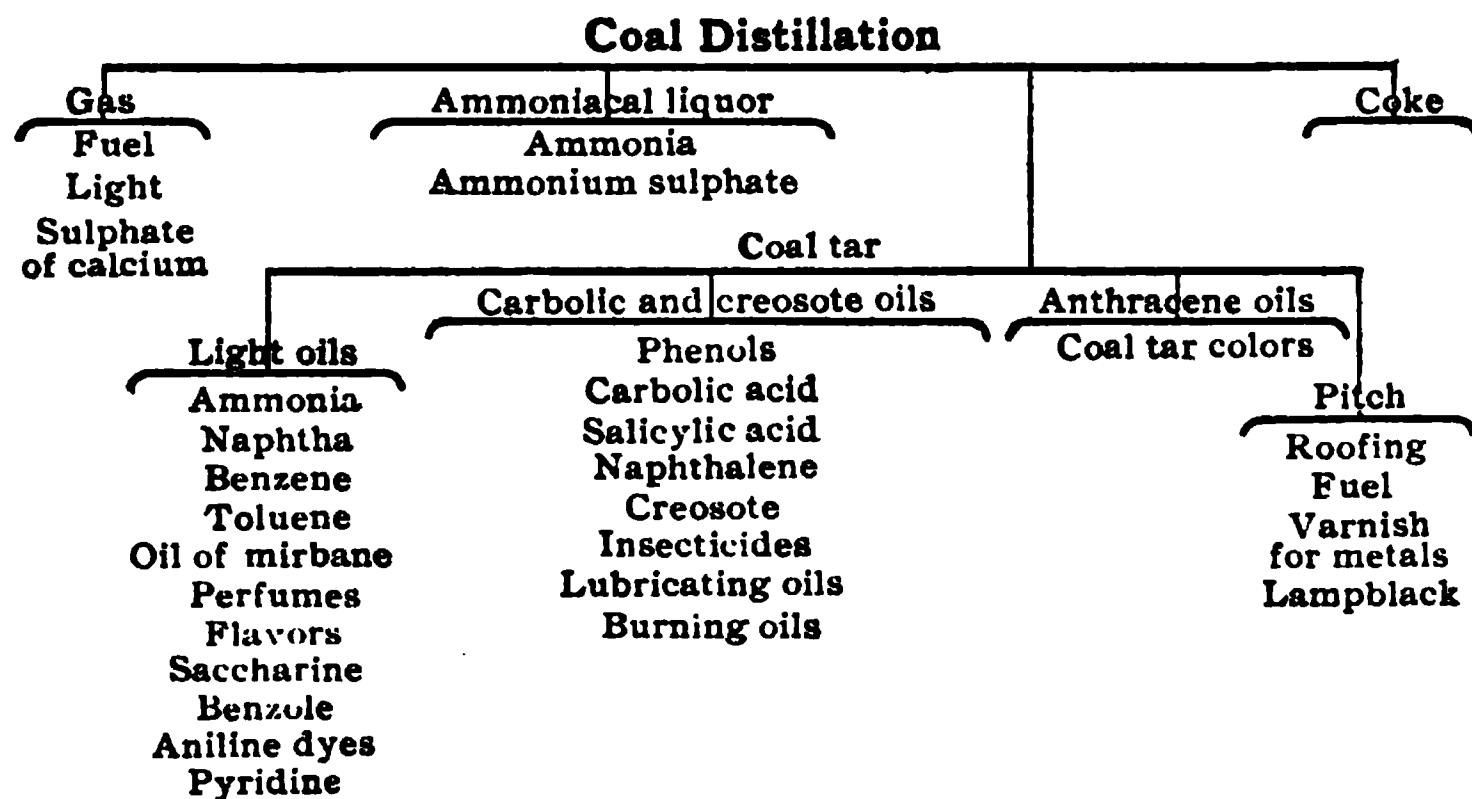 Coal Distillation
Gas
Fuel
Light
Sulphate
of calcium
Ammoniacal liquor
Ammonia
Ammonium sulphate
Coke
Coal tar
Light oils
Ammonia
Naphtha
Benzene
Toluene
Oil of mirbane
Perfumes
Flavors
Saccharine
Benzole
Aniline dyes
Pyridine
Carbolic and creosote oils
Phenols
Carbolic acid
Salicylic acid
Naphthalene
Creosote
Insecticides
Lubricating oils
Burning oils
Anthracene oils
Coal tar colors
Pitch
Roofing
Fuel
Varnish
for metals
Lampblack